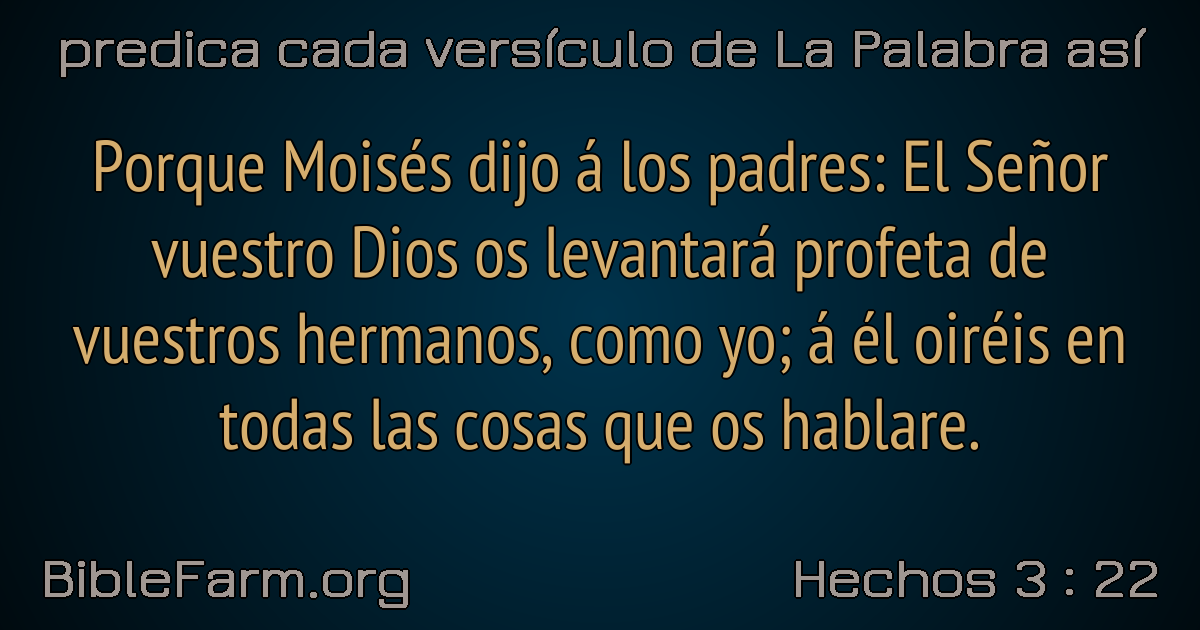 predica cada versículo de La Palabra así
Porque Moisés dijo á los padres: El Señor
vuestro Dios os levantará profeta de
vuestros hermanos, como yo; á él oiréis en
todas las cosas que os hablare.
BibleFarm.org
Hechos 3 : 22